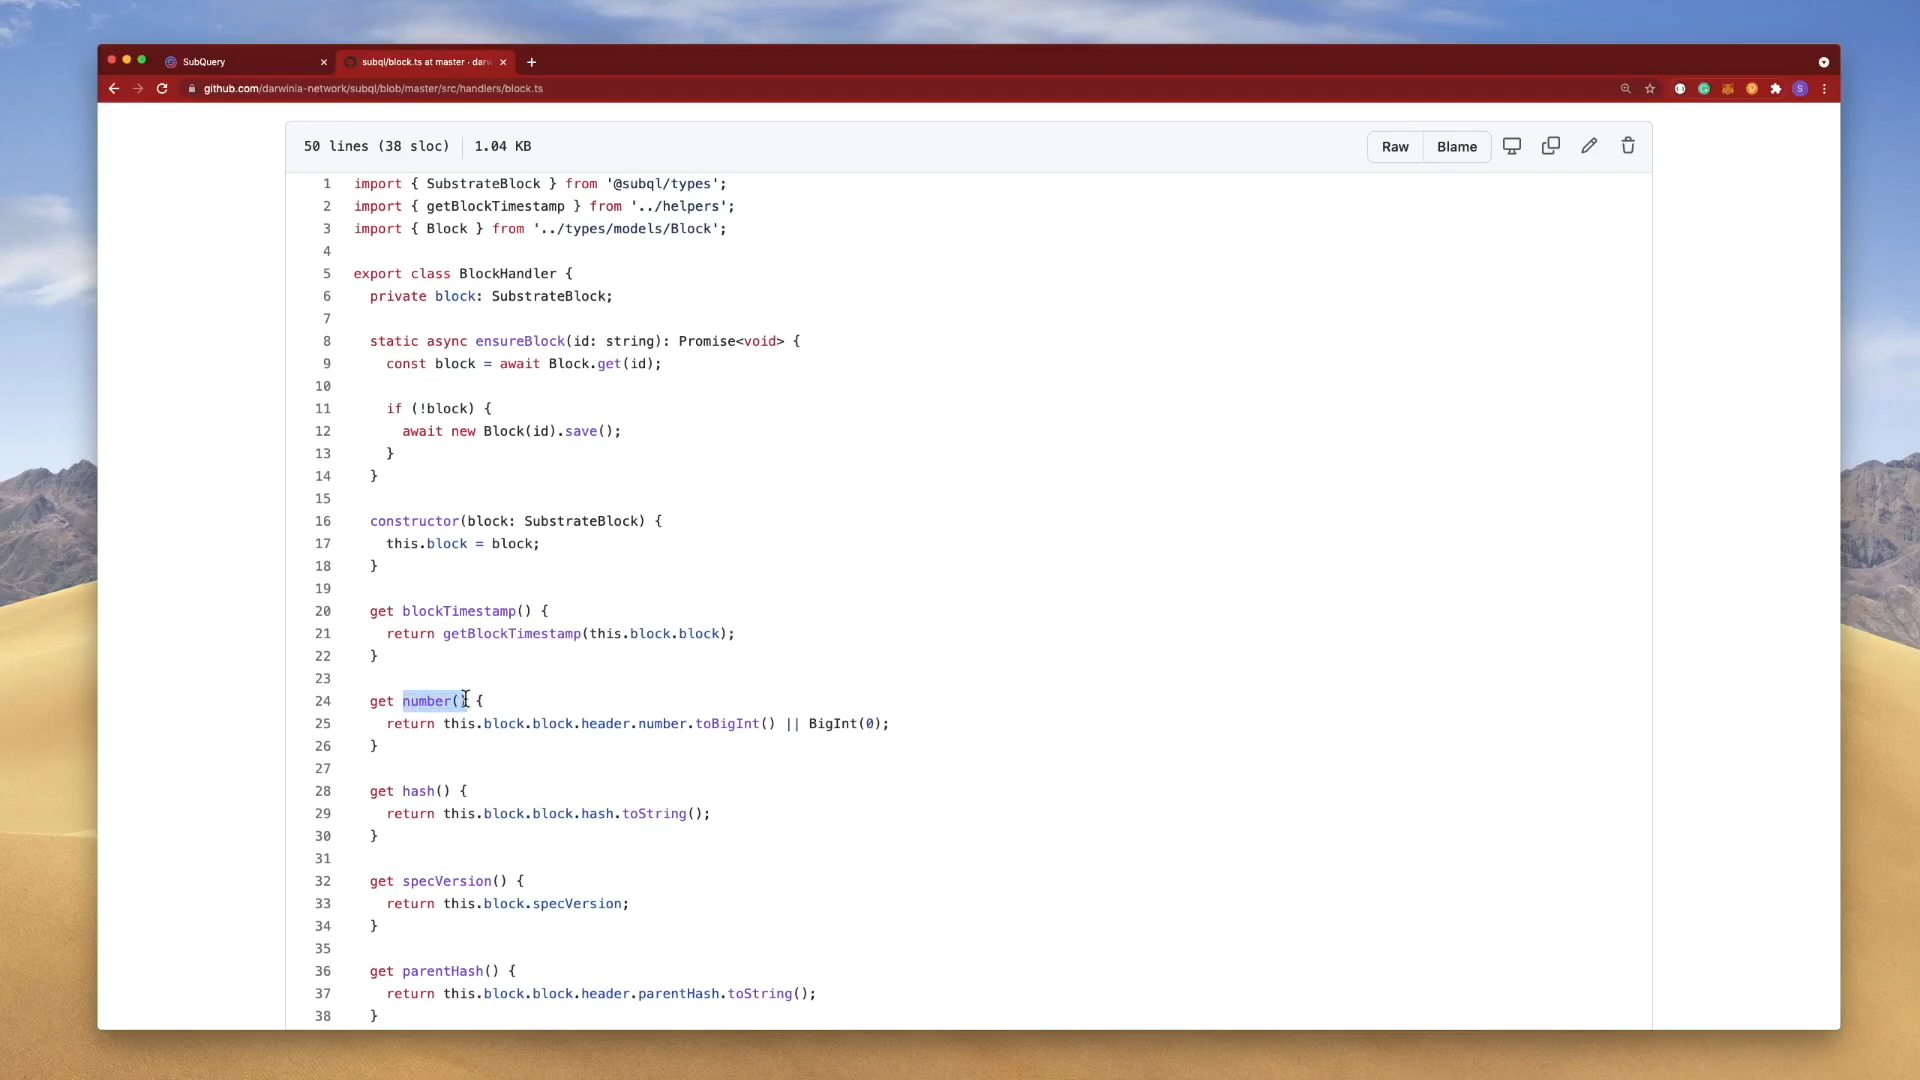 SubQuery
subql/block.ts at master · darw
github.com/darwinia-network/subql/blob/master/src/handlers/block.ts
S
50 lines (38 sloc) 1.04 KB
Raw
Blame
1 import { SubstrateBlock } from '@subql/types';
2 import { getBlockTimestamp } from '../helpers';
3 import { Block } from '../types/models/Block';
4
5 export class BlockHandler {
6 private block: SubstrateBlock;
7
8 static async ensureBlock(id: string): Promise<void> {
9 const block = await Block.get(id);
10
11 if (!block) {
12 await new Block(id).save();
13 }
14 }
15
16 constructor(block: SubstrateBlock) {
17 this.block = block;
18 }
19
20 get blockTimestamp() {
21 return getBlockTimestamp(this.block.block);
22 }
23
24 get number() {
25 return this.block.block.header.number.toBigInt() || BigInt(0);
26 }
27
28 get hash() {
29 return this.block.block.hash.toString();
30 }
31
32 get specVersion() {
33 return this.block.specVersion;
34 }
35
36 get parentHash() {
37 return this.block.block.header.parentHash.toString();
38 }